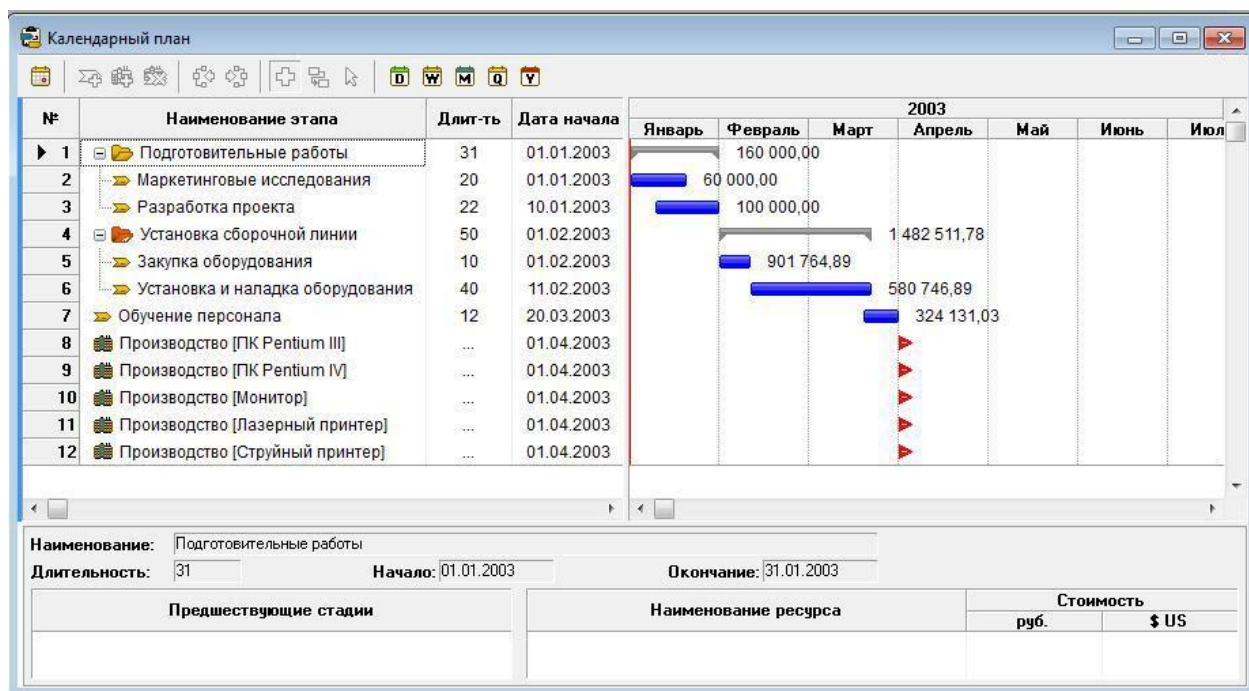 Календарный план
D W M Q Y
№ Наименование этапа Длит-ть Дата начала 2003
Январь Февраль Март Апрель Май Июнь Июл
1 Подготовительные работы 31 01.01.2003 160 000,00
2 Маркетинговые исследования 20 01.01.2003 60 000,00
3 Разработка проекта 22 10.01.2003 100 000,00
4 Установка сборочной линии 50 01.02.2003 1 482 511,78
5 Закупка оборудования 10 01.02.2003 901 764,89
6 Установка и наладка оборудования 40 11.02.2003 580 746,89
7 Обучение персонала 12 20.03.2003 324 131,03
8 Производство [ПК Pentium III] ... 01.04.2003
9 Производство [ПК Pentium IV] ... 01.04.2003
10 Производство [Монитор] ... 01.04.2003
11 Производство [Лазерный принтер] ... 01.04.2003
12 Производство [Струйный принтер] ... 01.04.2003
Наименование: Подготовительные работы
Длительность: 31 Начало: 01.01.2003 Окончание: 31.01.2003
Предшествующие стадии Наименование ресурса Стоимость
руб. $ US